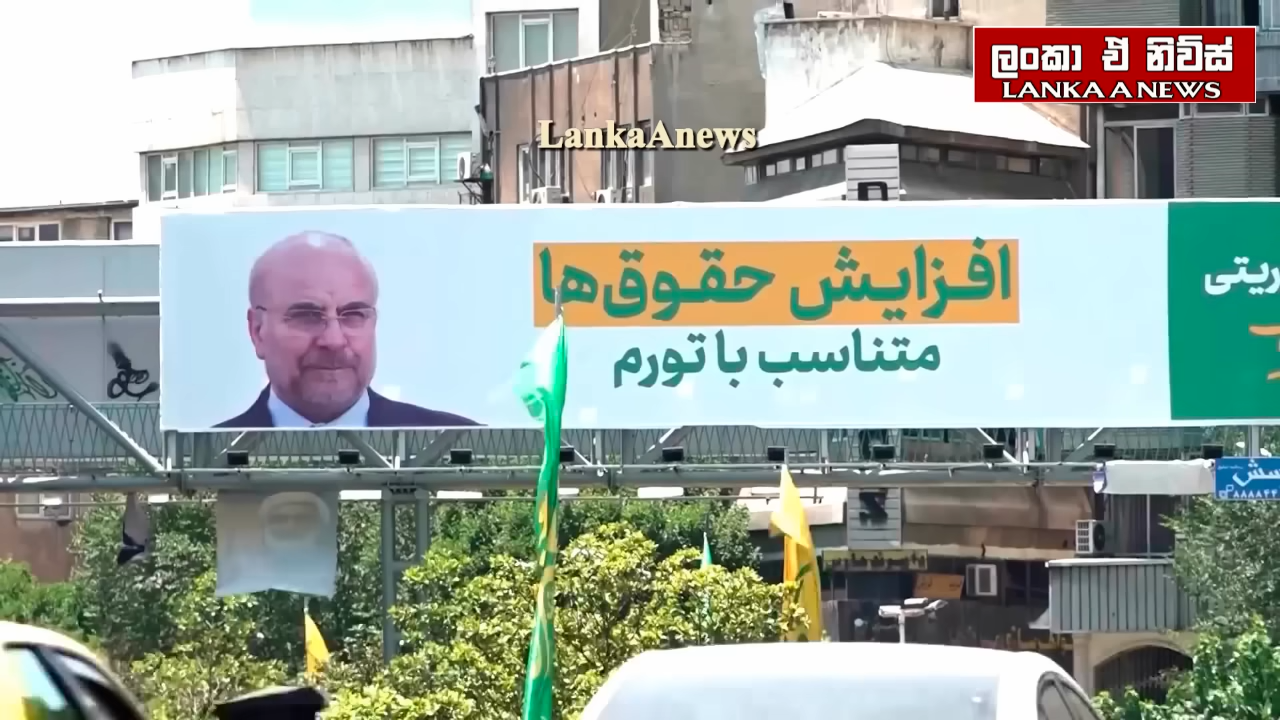 ලංකා ඒ නිව්ස්
LANKA A NEWS
LankaAnews
افزایش حقوق‌ها
متناسب با تورم